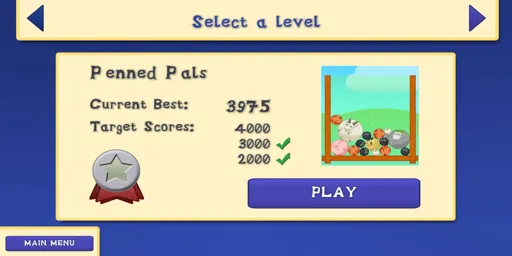 Select a level
Penned Pals
Current Best: 3975
Target Scores: 4000
3000
2000
PLAY
MAIN MENU